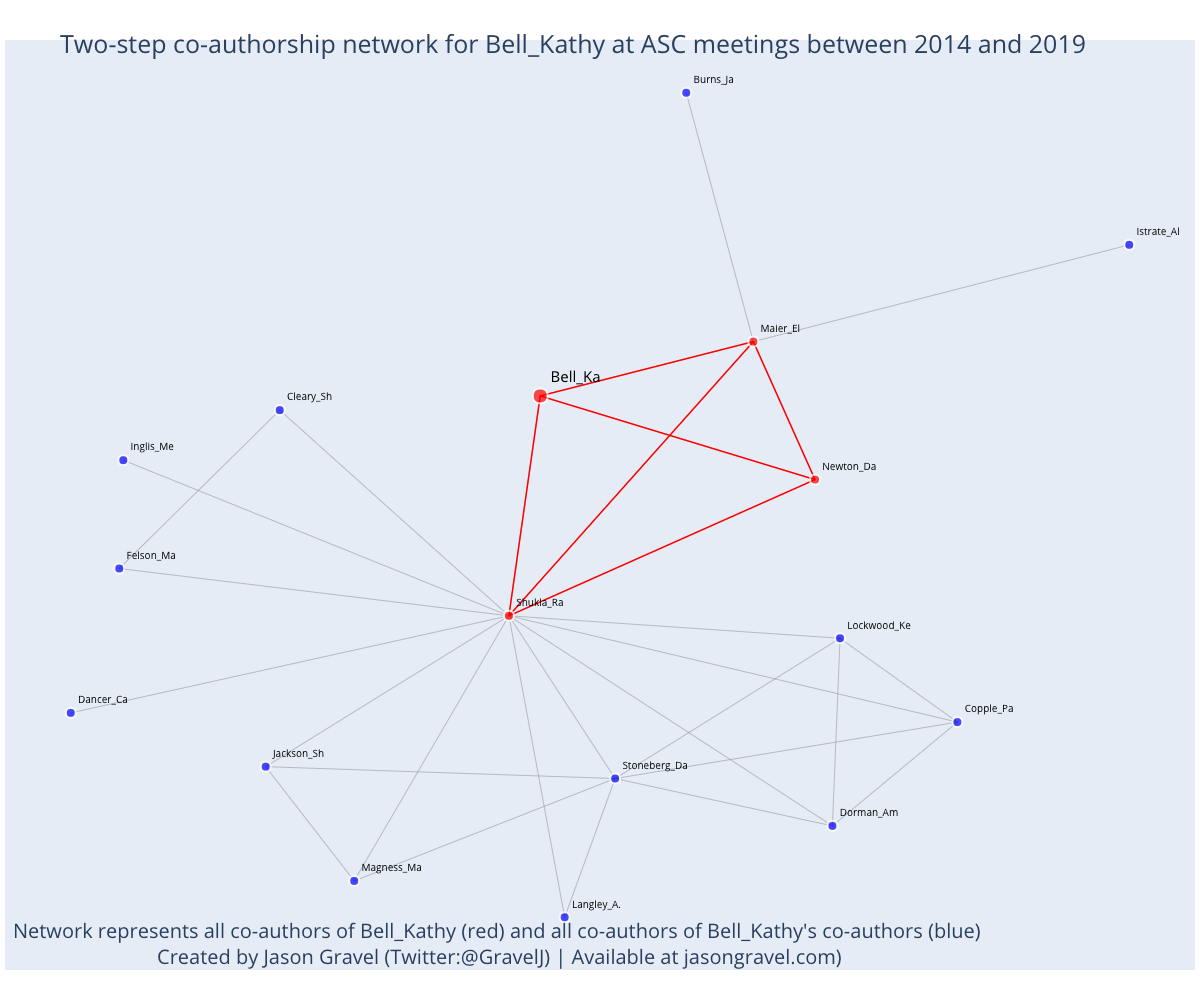 Two-step co-authorship network for Bell_Kathy at ASC meetings between 2014 and 2019
Burns_Ja
Istrate_Al
Maier_El
Bell_Ka
Cleary_Sh
Inglis_Me
Newton_Da
Felson_Ma
Shukla_Ra
Lockwood_Ke
Dancer_Ca
Copple_Pa
Jackson_Sh
Stoneberg_Da
Dorman_Am
Magness_Ma
Langley_A.
Network represents all co-authors of Bell_Kathy (red) and all co-authors of Bell_Kathy's co-authors (blue)
Created by Jason Gravel (Twitter:@GravelJ) | Available at jasongravel.com)